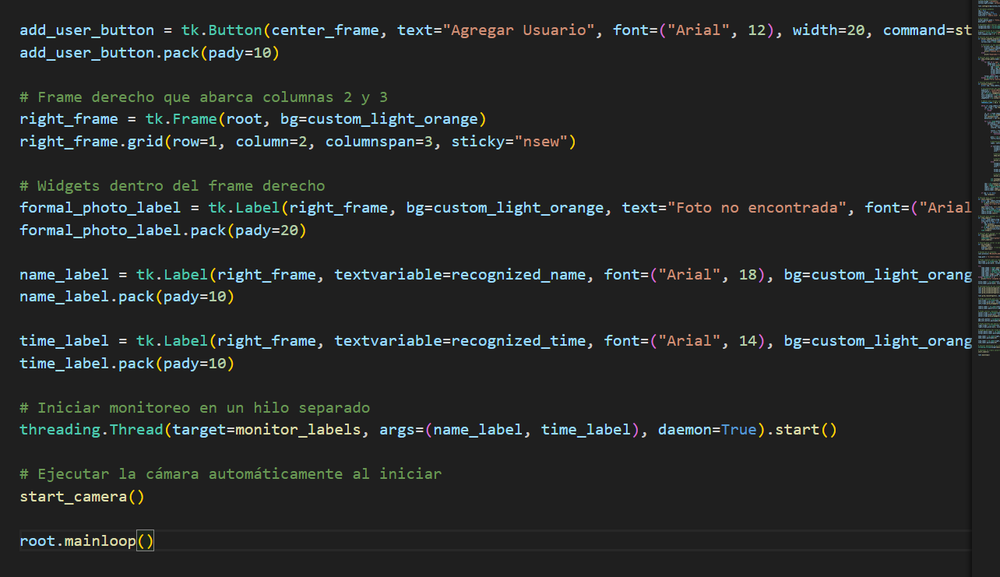 add_user_button = tk.Button(center_frame, text="Agregar Usuario", font=("Arial", 12), width=20, command=st
add_user_button.pack(pady=10)
# Frame derecho que abarca columnas 2 y 3
right_frame = tk.Frame(root, bg=custom_light_orange)
right_frame.grid(row=1, column=2, columnspan=3, sticky="nsew")
# Widgets dentro del frame derecho
formal_photo_label = tk.Label(right_frame, bg=custom_light_orange, text="Foto no encontrada", font=("Arial
formal_photo_label.pack(pady=20)
name_label = tk.Label(right_frame, textvariable=recognized_name, font=("Arial", 18), bg=custom_light_orang
name_label.pack(pady=10)
time_label = tk.Label(right_frame, textvariable=recognized_time, font=("Arial", 14), bg=custom_light_orang
time_label.pack(pady=10)
# Iniciar monitoreo en un hilo separado
threading.Thread(target=monitor_labels, args=(name_label, time_label), daemon=True).start()
# Ejecutar la cámara automáticamente al iniciar
start_camera()
root.mainloop()